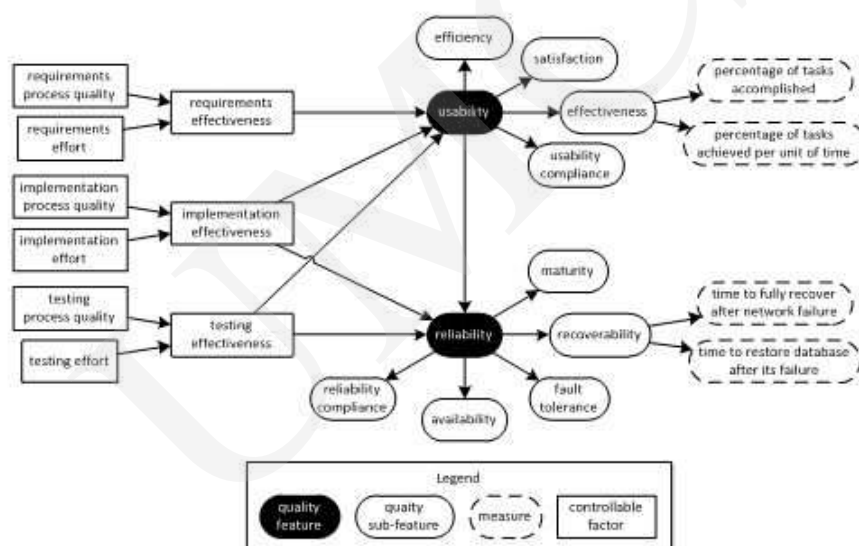 efficiency
satisfaction
requirements
process quality
requirements
effort
requirements
effectiveness
usability
effectiveness
percentage of tasks
accomplished
percentage of tasks
achieved per unit of time
usability
compliance
implementation
process quality
implementation
effort
implementation
effectiveness
maturity
testing
process quality
testing effort
testing
effectiveness
reliability
recoverability
time to fully recover
after network failure
time to restore database
after its failure
reliability
compliance
availability
fault
tolerance
Legend
quality
feature
quaity
sub-feature
measure
controllable
factor